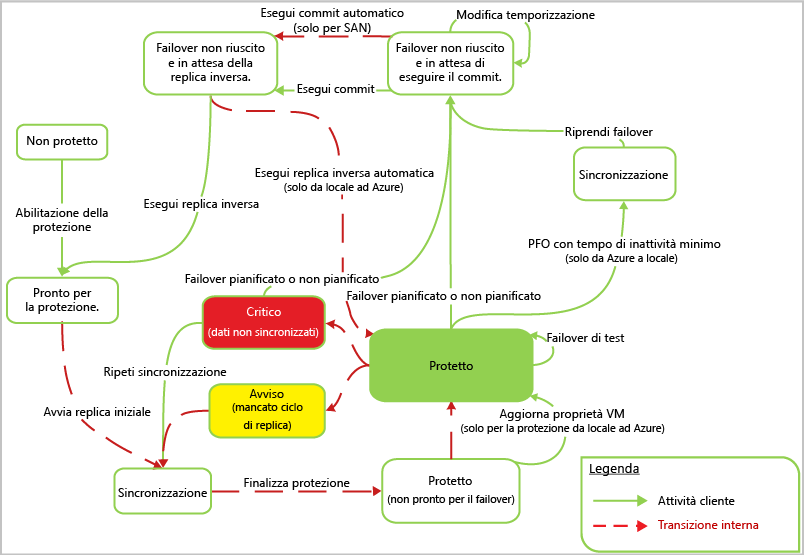 Esegui commit automatico
(solo per SAN)
Modifica temporizzazione
Failover non riuscito
e in attesa della
replica inversa.
Failover non riuscito
e in attesa di
eseguire il commit.
Esegui commit
Non protetto
Riprendi failover
Sincronizzazione
Esegui replica inversa automatica
(solo da locale ad Azure)
Abilitazione della
protezione
Esegui replica inversa
PFO con tempo di inattività minimo
(solo da Azure a locale)
Pronto per
la protezione.
Failover pianificato o non pianificato
Failover pianificato o non pianificato
Critico
(dati non sincronizzati)
Failover di test
Protetto
Ripeti sincronizzazione
Avviso
(mancato ciclo
di replica)
Avvia replica iniziale
Aggiorna proprietà VM
(solo per la protezione da locale ad Azure)
Sincronizzazione
Finalizza protezione
Protetto
(non pronto per il failover)
Legenda
Attività cliente
Transizione interna